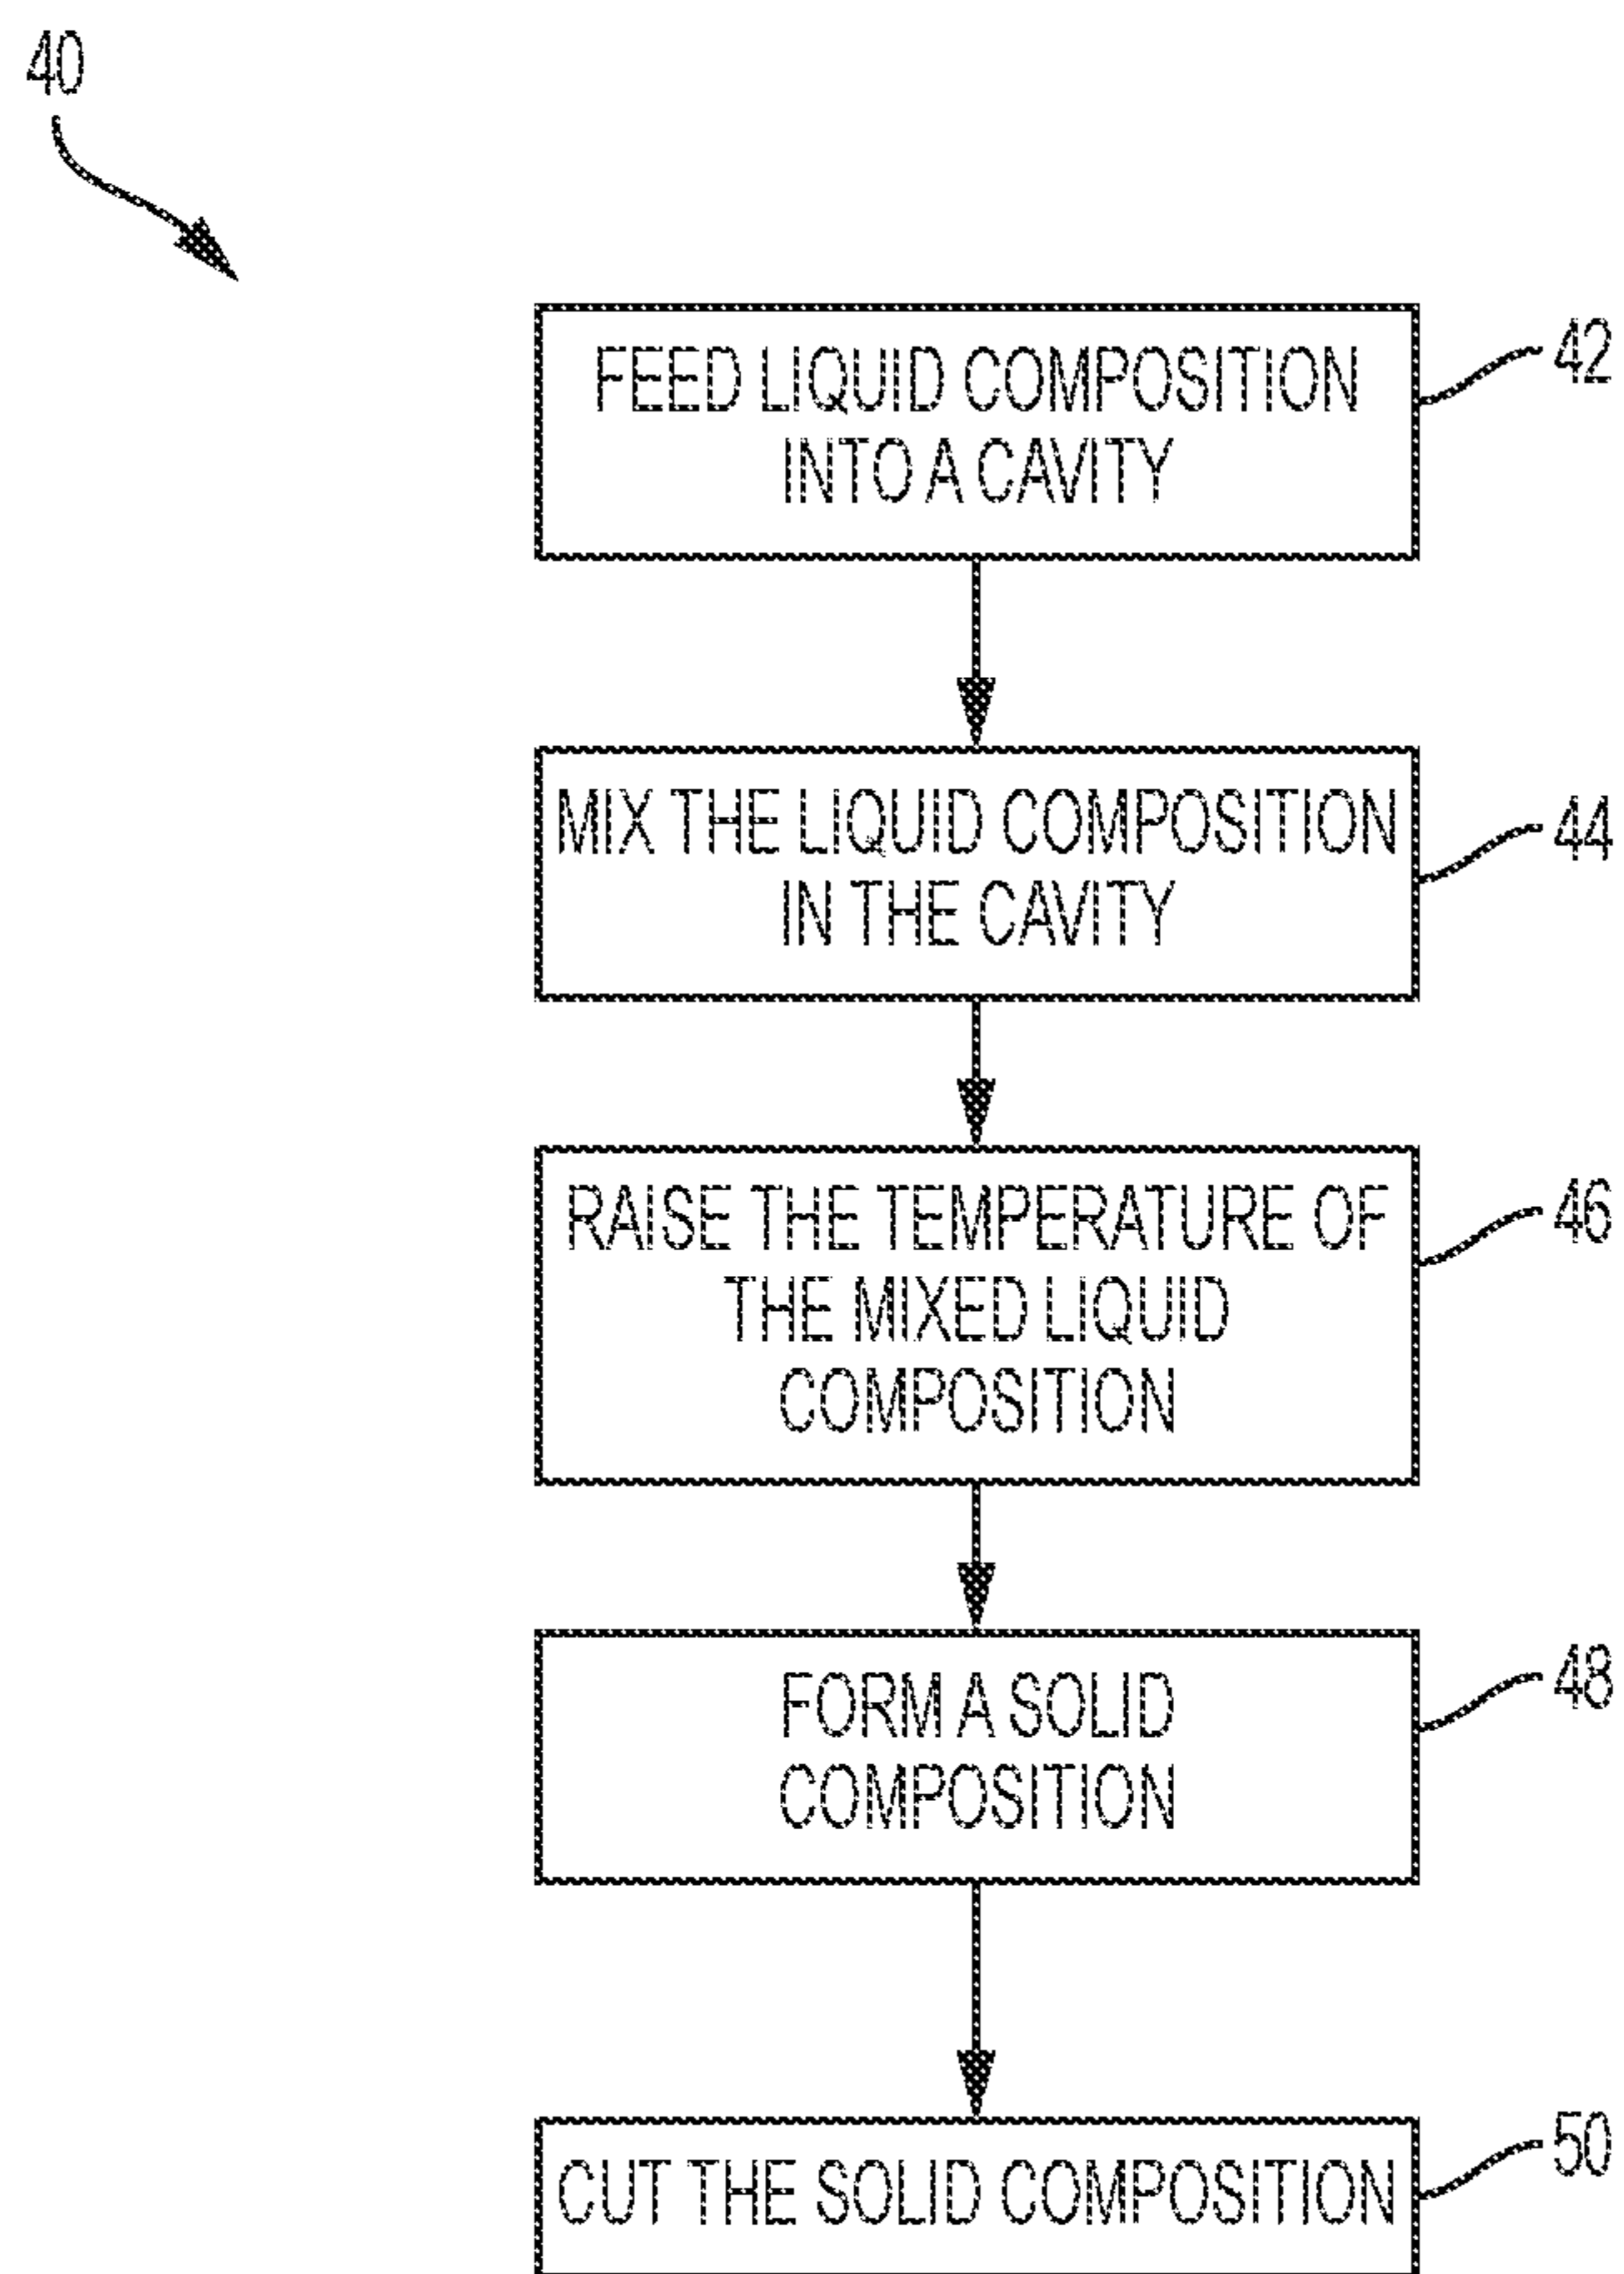 40
FEED LIQUID COMPOSITION
INTO A CAVITY
42
MIX THE LIQUID COMPOSITION
IN THE CAVITY
44
RAISE THE TEMPERATURE OF
THE MIXED LIQUID
COMPOSITION
46
FORM A SOLID
COMPOSITION
48
CUT THE SOLID COMPOSITION
50